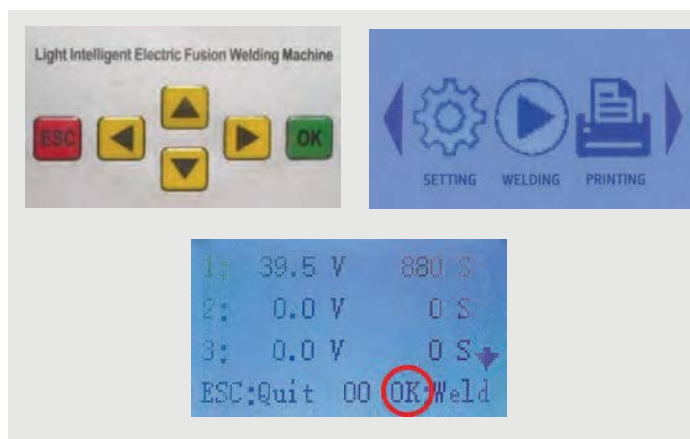 Light Intelligent Electric Fusion Welding Machine
ESC OK
SETTING WELDING PRINTING
1: 39.5 V 880 S
2: 0.0 V 0 S
3: 0.0 V 0 S
ESC:Quit 00 OK:Weld